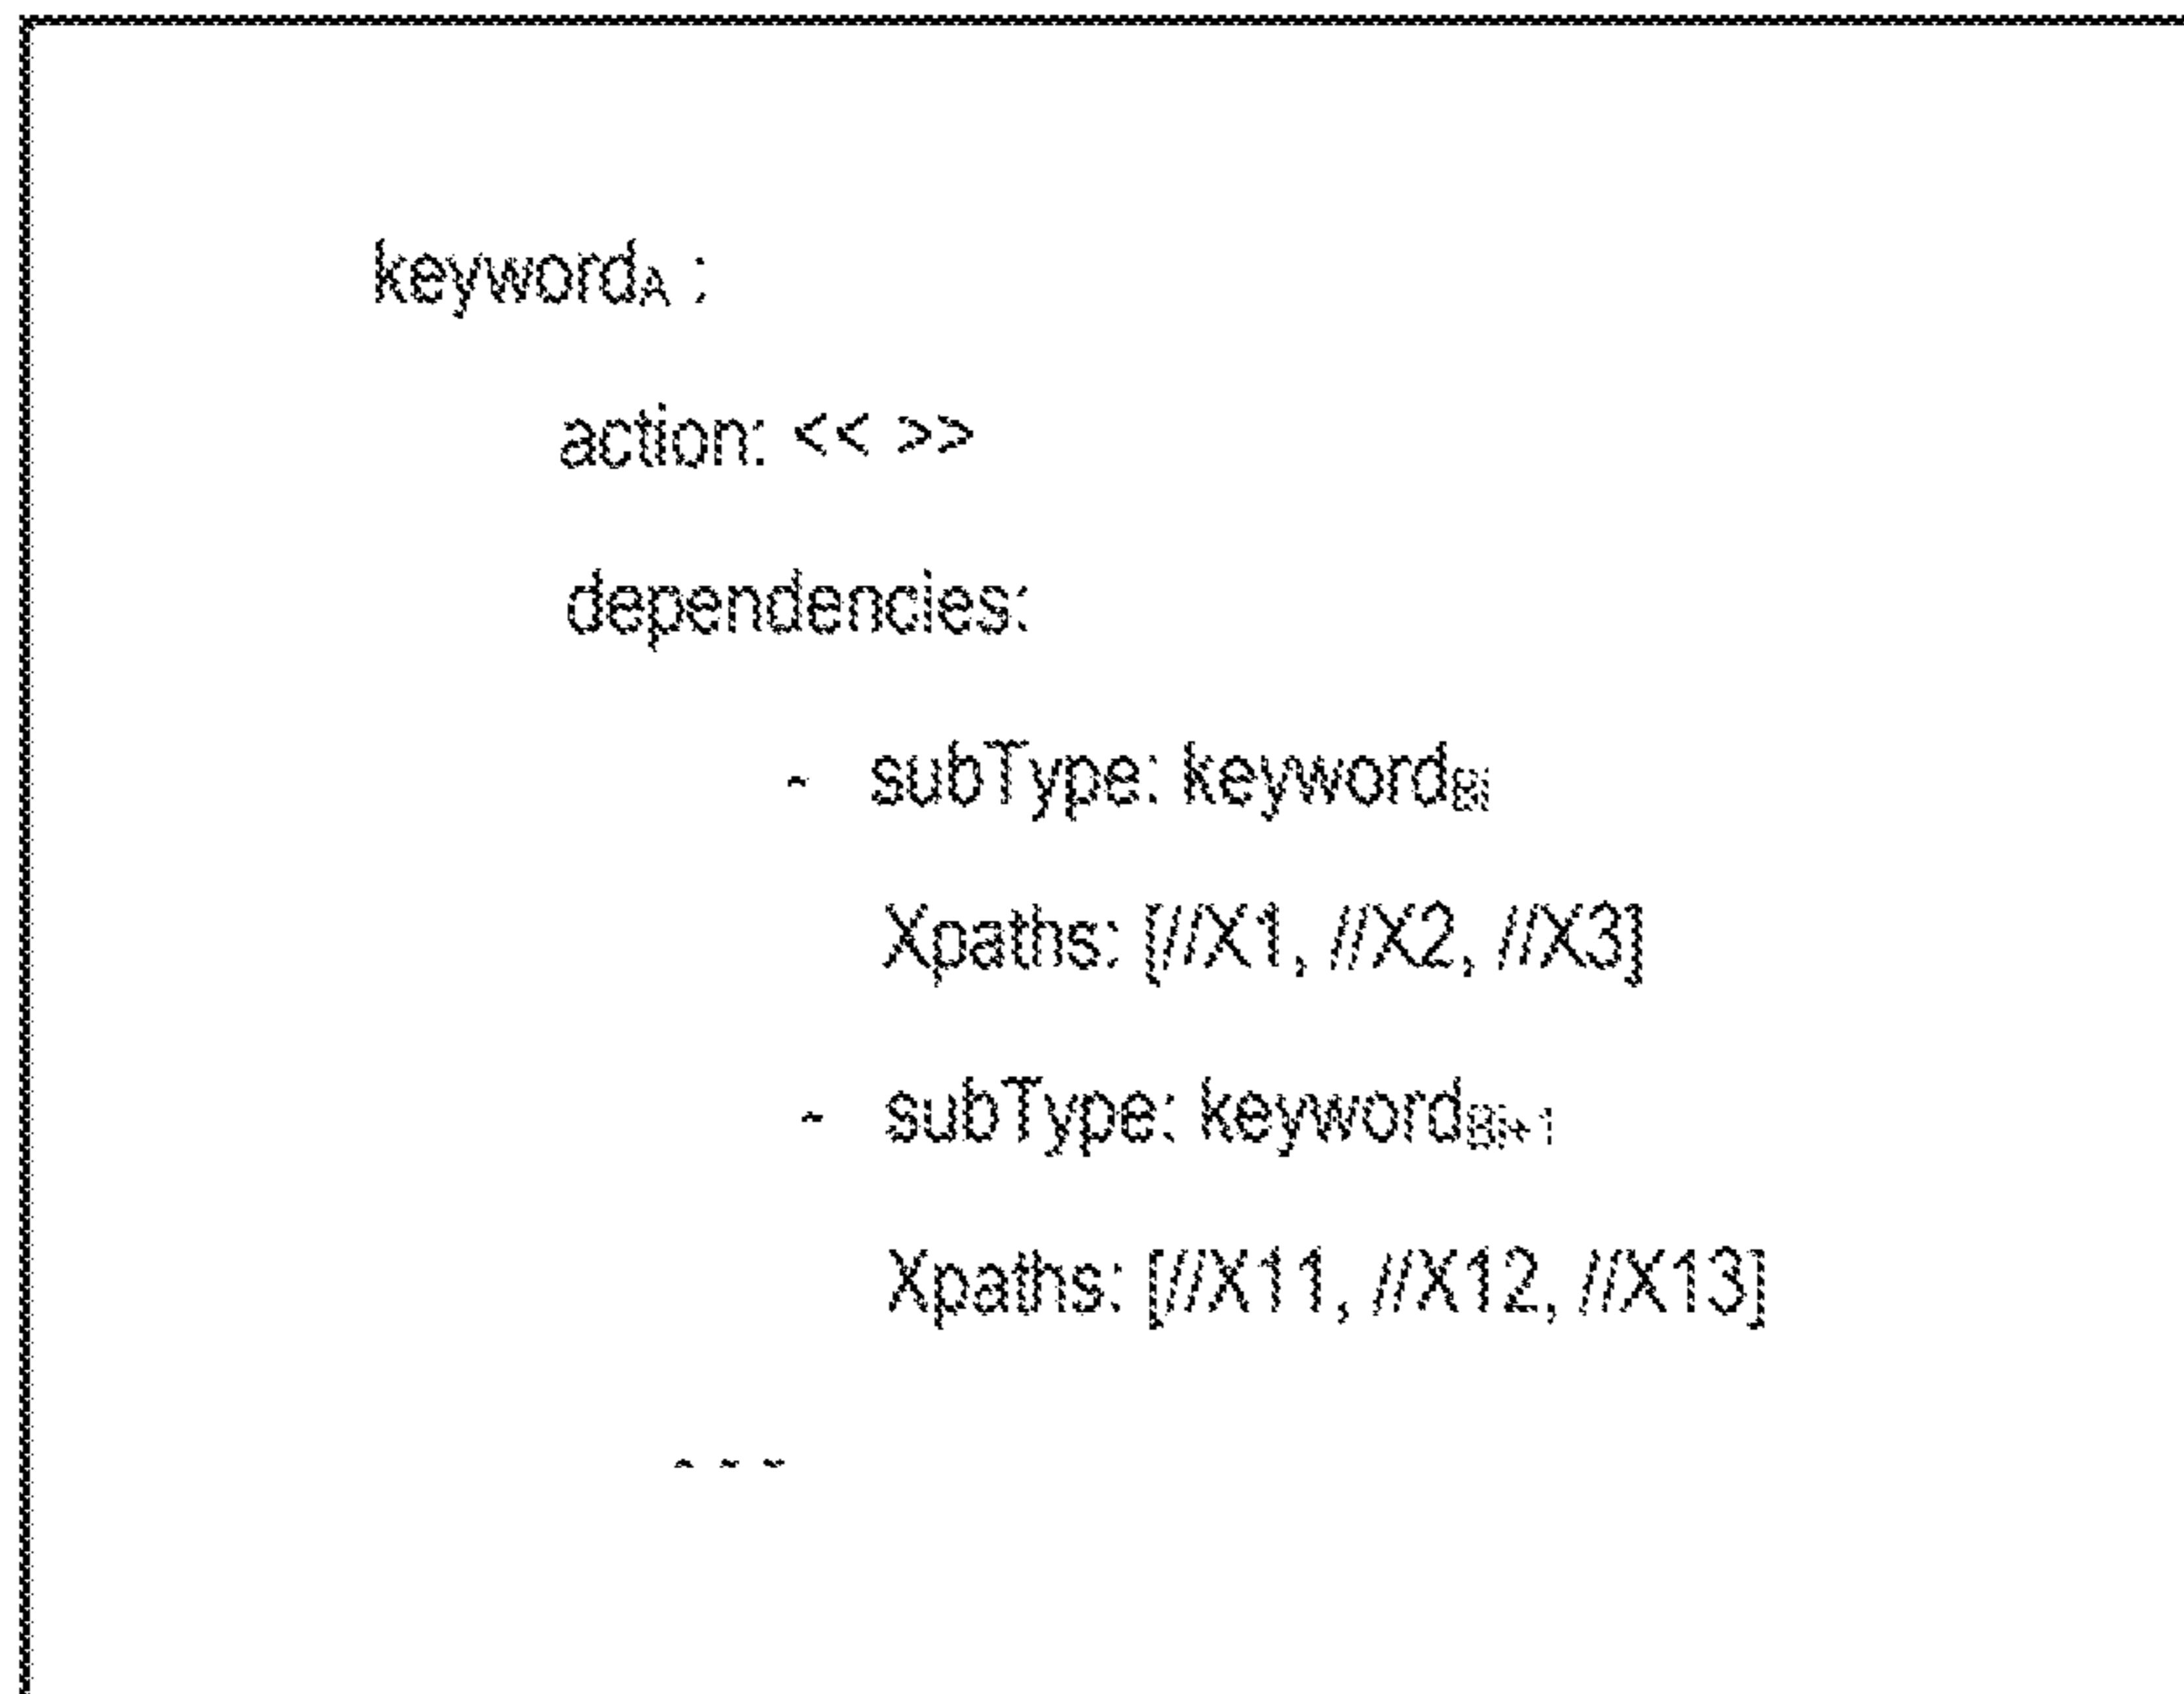 keywordA :
action: << >>
dependencies:
- subType: keywordBi
Xpaths: [//X1, //X2, //X3]
- subType: keywordBi+1
Xpaths: [//X11, //X12, //X13]
- - -